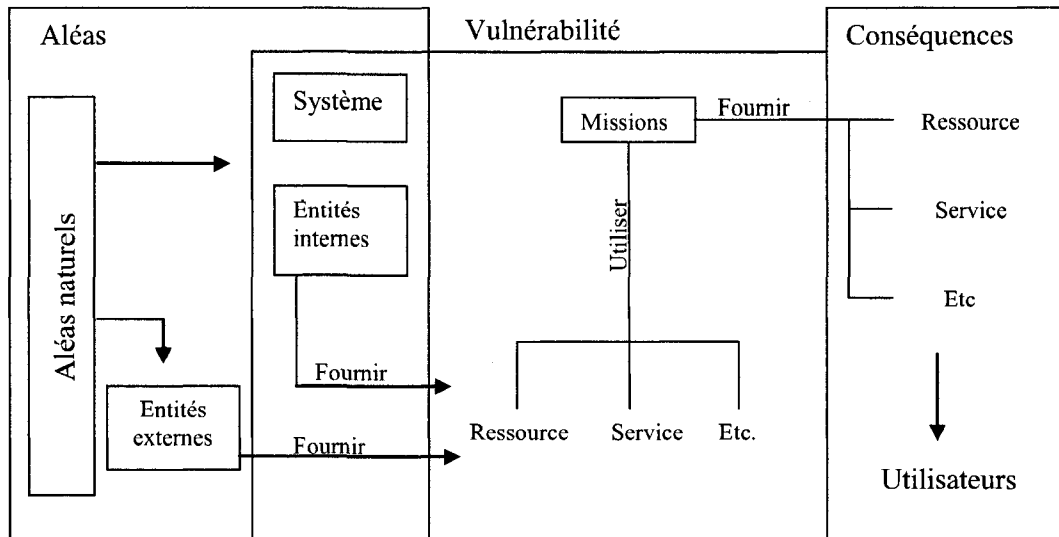 Aléas
Vulnérabilité
Conséquences
Système
Missions
Fournir
Ressource
Entités
internes
Utiliser
Service
Aléas naturels
Etc
Fournir
Entités
externes
Fournir
Ressource
Service
Etc.
Utilisateurs